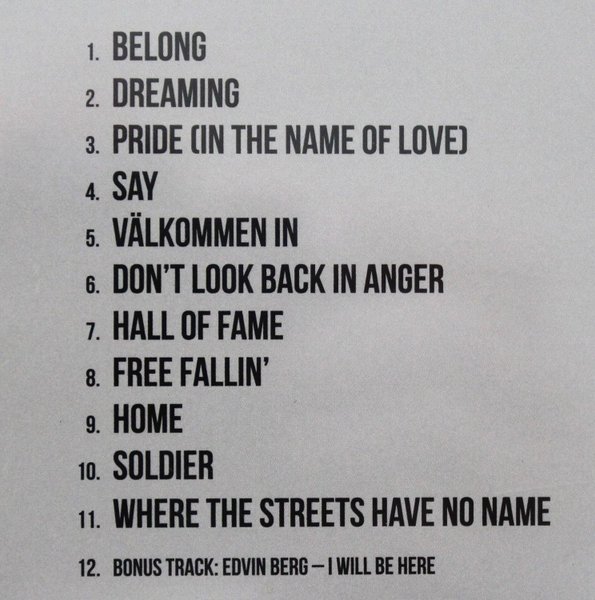 1. BELONG
2. DREAMING
3. PRIDE (IN THE NAME OF LOVE)
4. SAY
5. VÄLKOMMEN IN
6. DON'T LOOK BACK IN ANGER
7. HALL OF FAME
8. FREE FALLIN'
9. HOME
10. SOLDIER
11. WHERE THE STREETS HAVE NO NAME
12. BONUS TRACK: EDVIN BERG – I WILL BE HERE